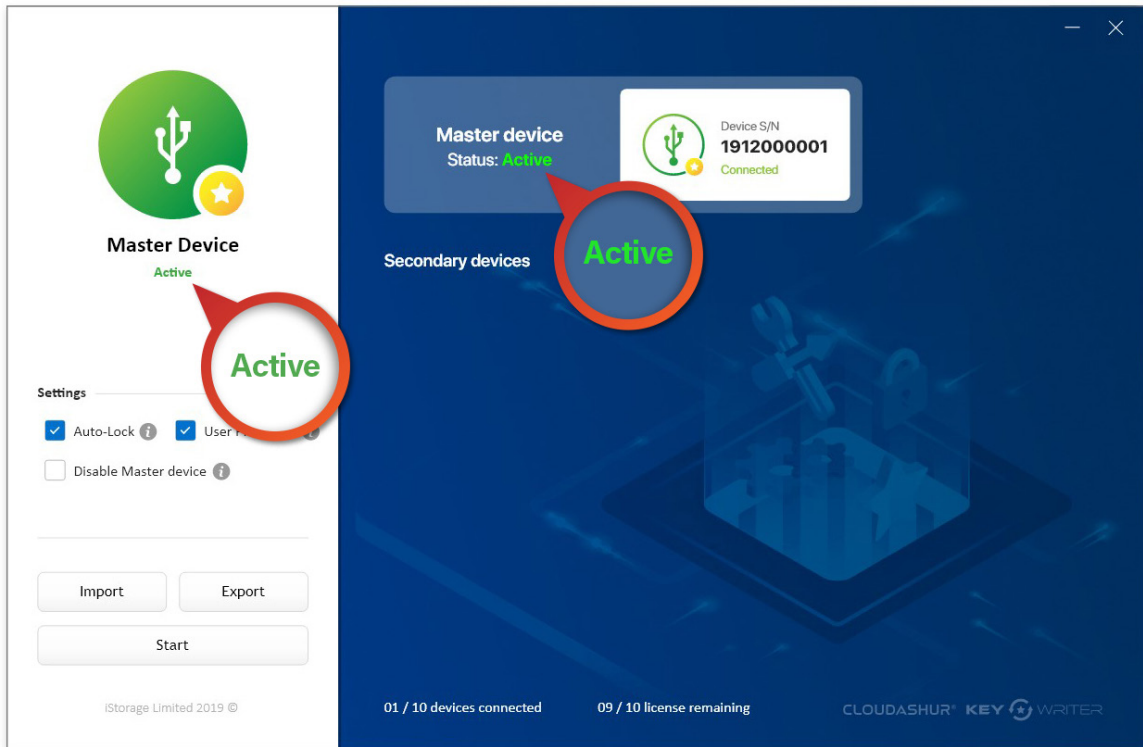 Master Device
Active
Active
Settings
Auto-Lock
User
Disable Master device
Import
Export
Start
iStorage Limited 2019 ©
Master device
Status: Active
Device S/N
1912000001
Connected
Active
Secondary devices
01 / 10 devices connected
09 / 10 license remaining
CLOUDASHUR® KEY WRITER